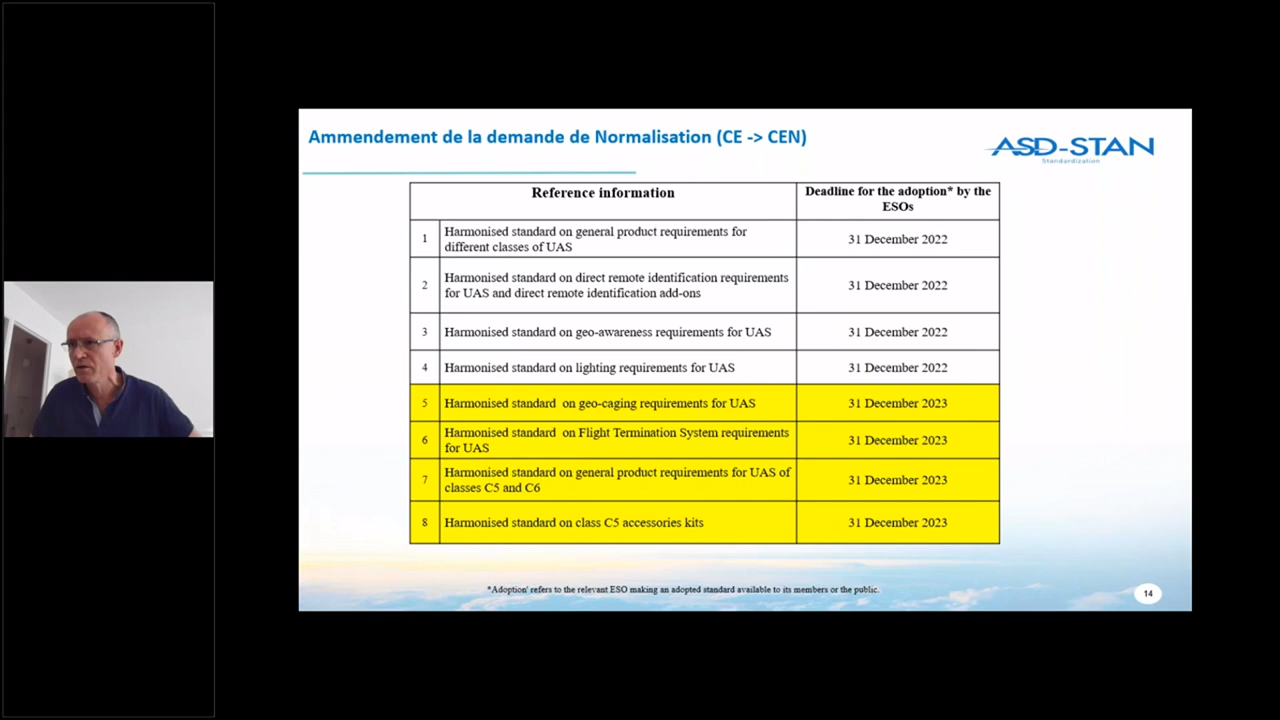 Ammendement de la demande de Normalisation (CE -> CEN)
ASD-STAN
Standardization
Reference information
Deadline for the adoption* by the
ESOs
1
Harmonised standard on general product requirements for
different classes of UAS
31 December 2022
2
Harmonised standard on direct remote identification requirements
for UAS and direct remote identification add-ons
31 December 2022
3
Harmonised standard on geo-awareness requirements for UAS
31 December 2022
4
Harmonised standard on lighting requirements for UAS
31 December 2022
5
Harmonised standard on geo-caging requirements for UAS
31 December 2023
6
Harmonised standard on Flight Termination System requirements
for UAS
31 December 2023
7
Harmonised standard on general product requirements for UAS of
classes C5 and C6
31 December 2023
8
Harmonised standard on class C5 accessories kits
31 December 2023
*Adoption' refers to the relevant ESO making an adopted standard available to its members or the public.
14